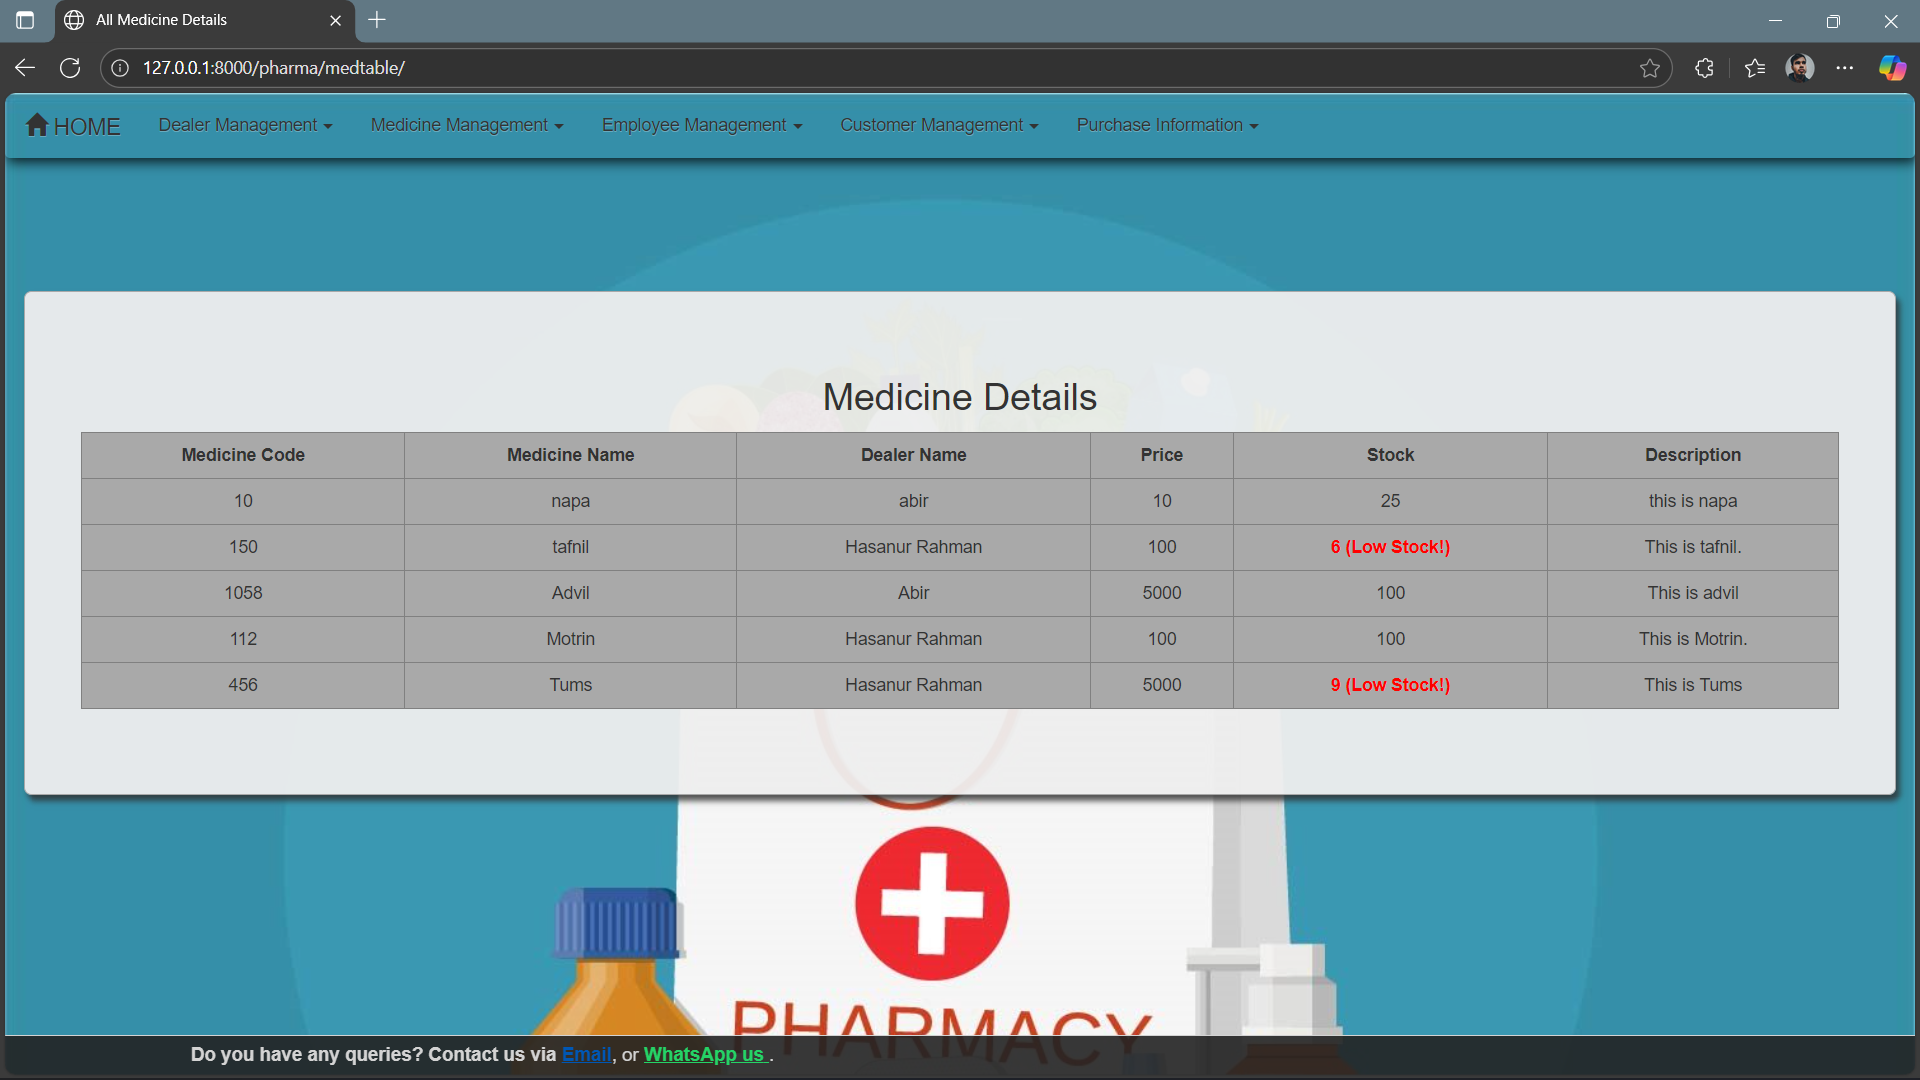 All Medicine Details
127.0.0.1:8000/pharma/medtable/
HOME Dealer Management Medicine Management Employee Management Customer Management Purchase Information
Medicine Details
Medicine Code Medicine Name Dealer Name Price Stock Description
10 napa abir 10 25 this is napa
150 tafnil Hasanur Rahman 100 6 (Low Stock!) This is tafnil.
1058 Advil Abir 5000 100 This is advil
112 Motrin Hasanur Rahman 100 100 This is Motrin.
456 Tums Hasanur Rahman 5000 9 (Low Stock!) This is Tums
PHARMACY
Do you have any queries? Contact us via Email, or WhatsApp us .